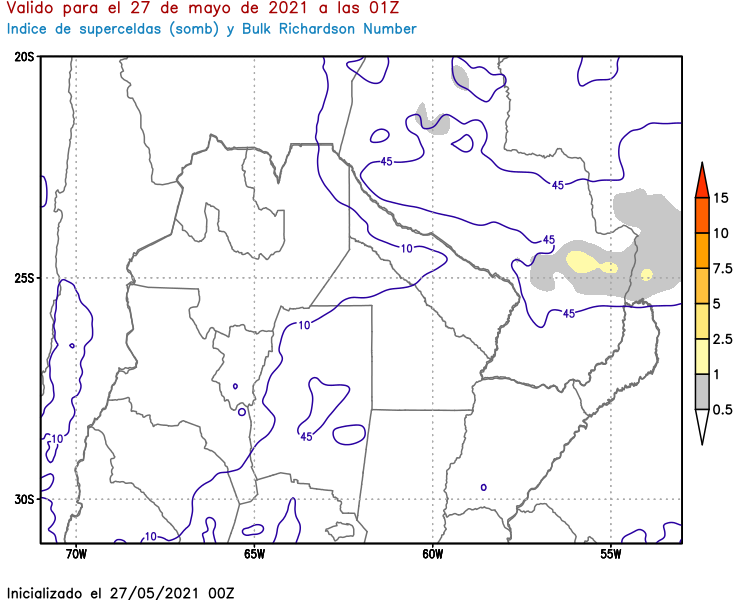 Valido para el 27 de mayo de 2021 a las 01Z
Indice de superceldas (somb) y Bulk Richardson Number
20S
25S
30S
70W
65W
60W
55W
45
45
45
10
45
10
45
10
10
15
10
7.5
5
2.5
1
0.5
Inicializado el 27/05/2021 00Z